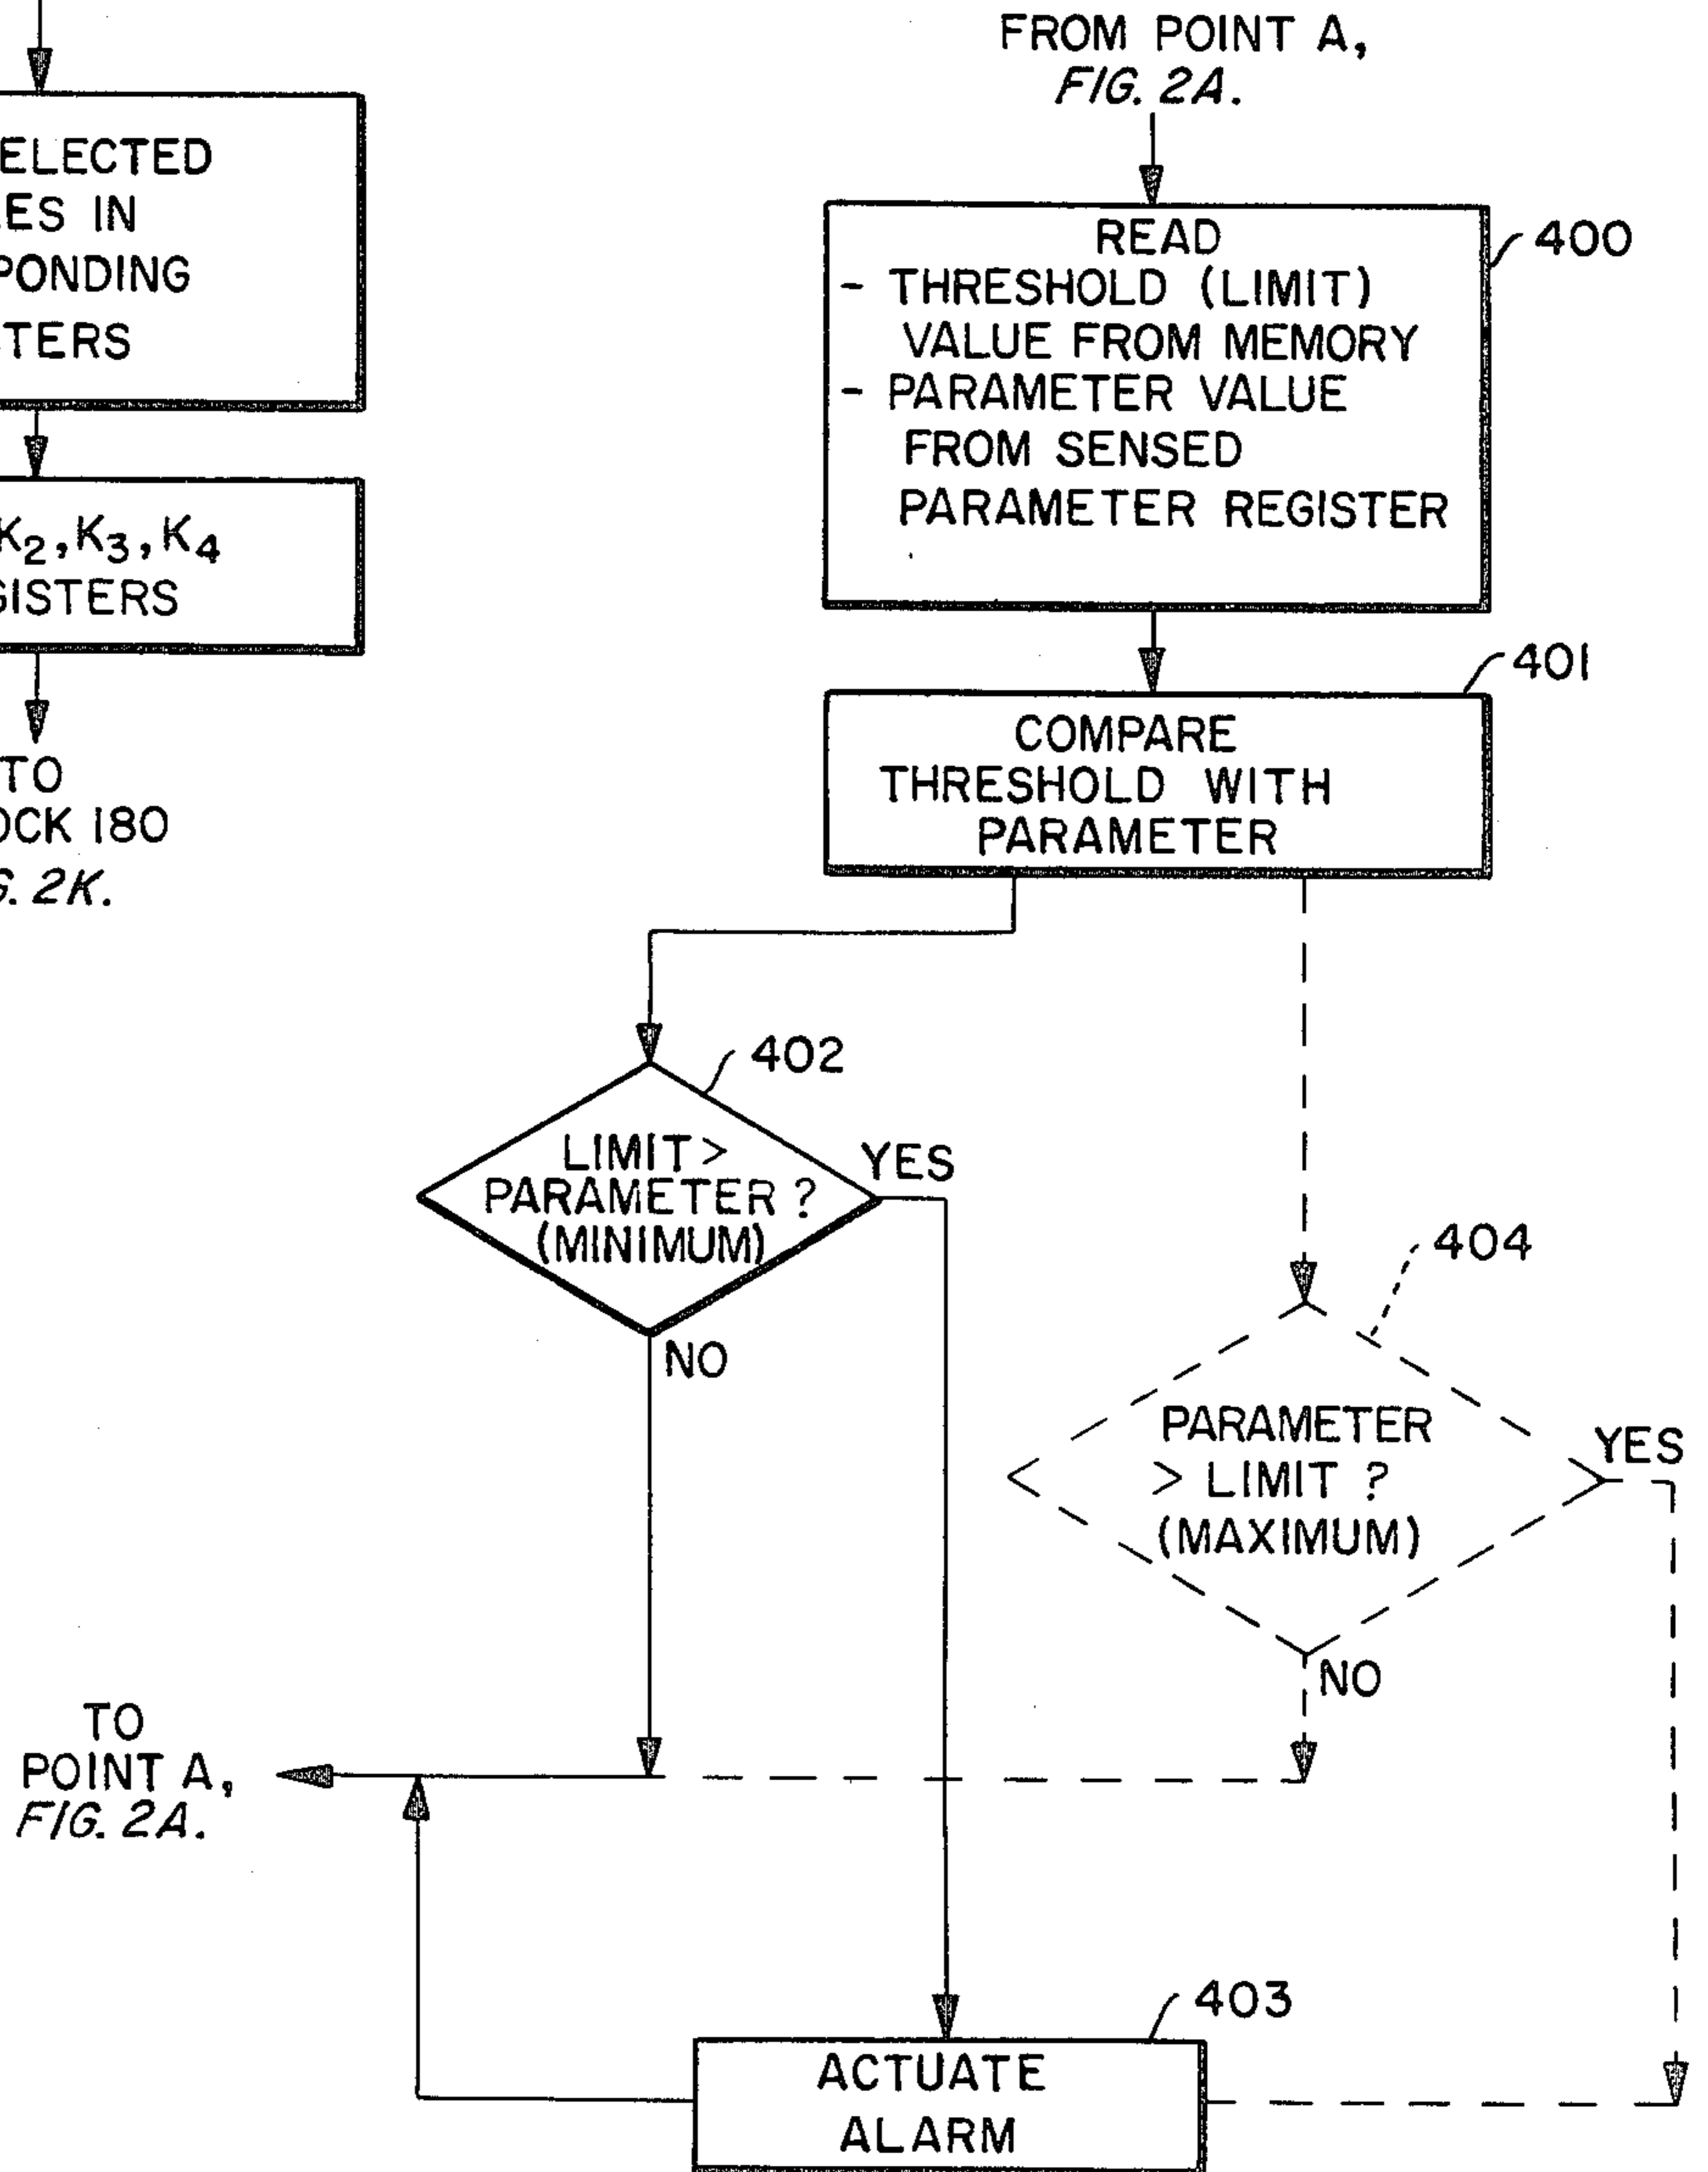 ELECTED
ES IN
PONDING
TERS
K2, K3, K4
GISTERS
TO
OCK 180
G. 2K.
FROM POINT A,
FIG. 2A.
400
READ
- THRESHOLD (LIMIT)
VALUE FROM MEMORY
- PARAMETER VALUE
FROM SENSED
PARAMETER REGISTER
401
COMPARE
THRESHOLD WITH
PARAMETER
402
LIMIT >
PARAMETER ?
(MINIMUM)
YES
NO
404
PARAMETER
> LIMIT ?
(MAXIMUM)
YES
NO
TO
POINT A,
FIG. 2A.
403
ACTUATE
ALARM